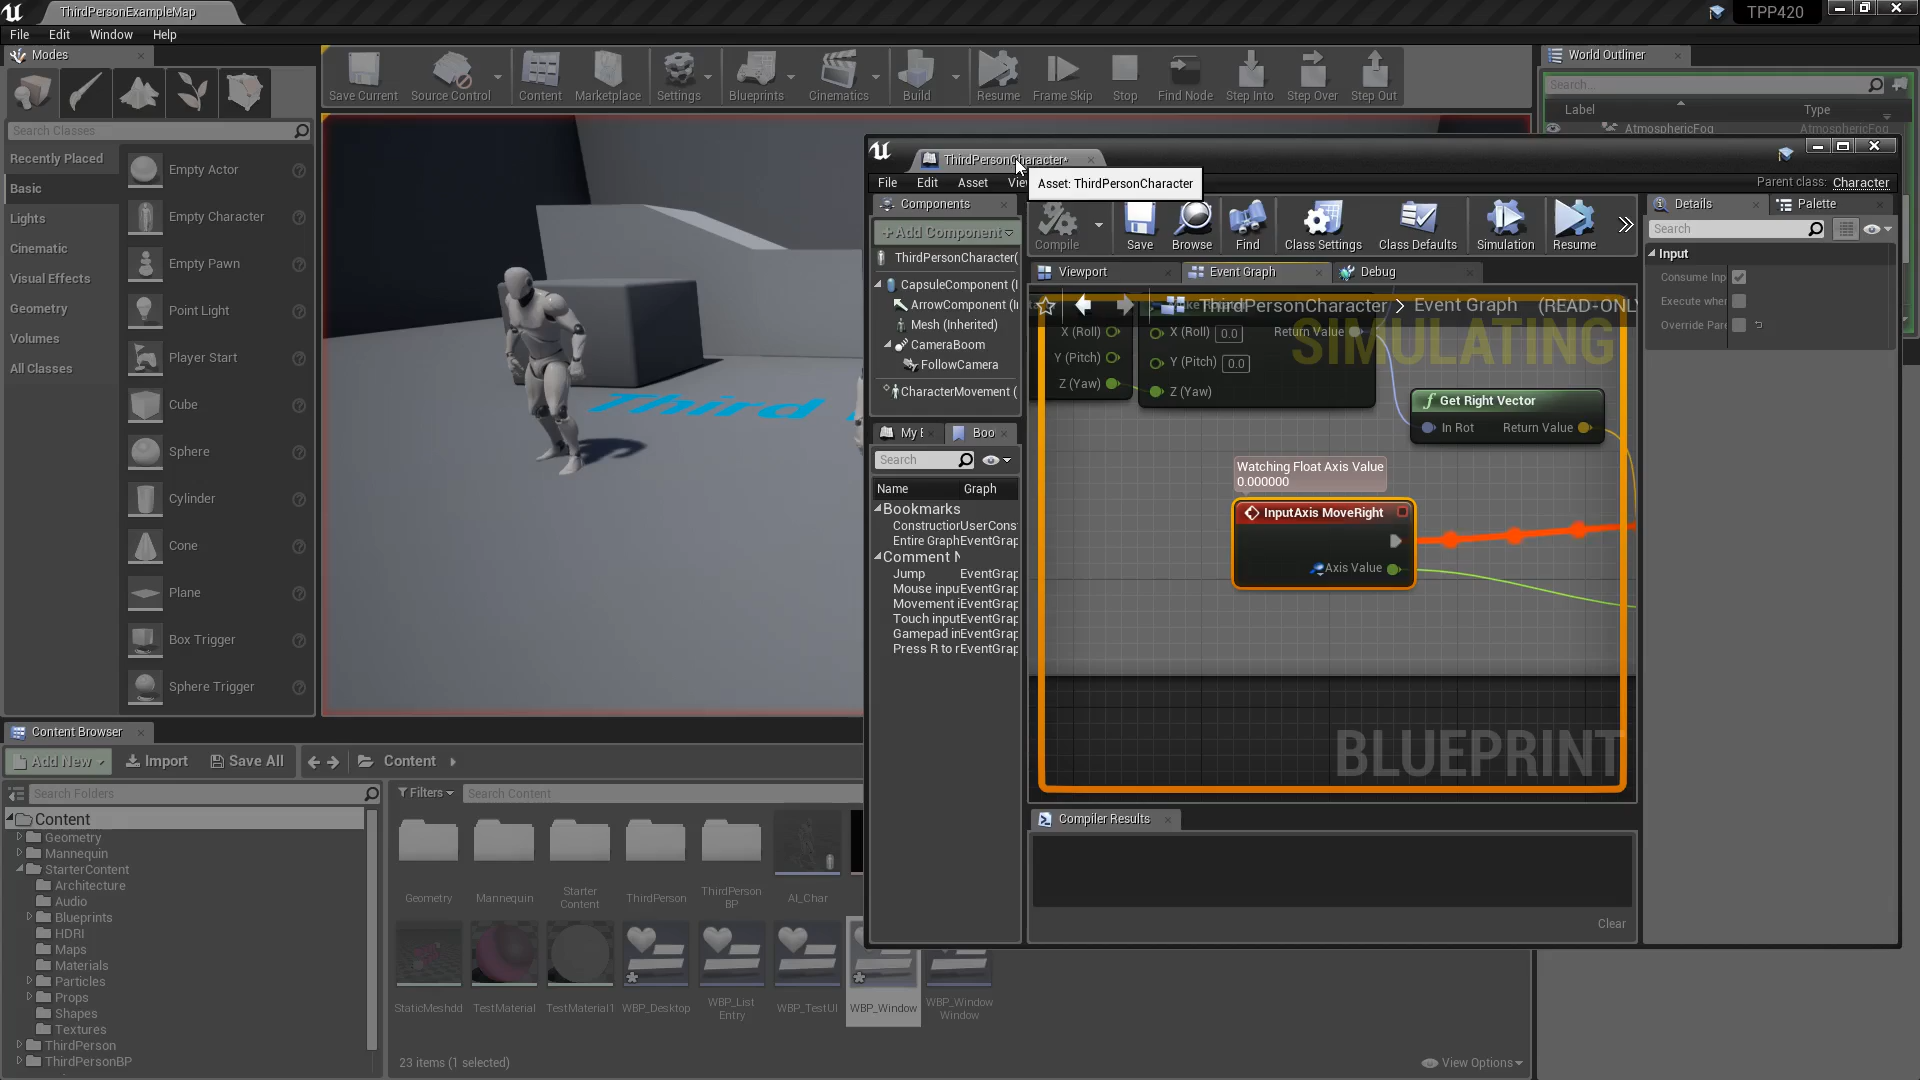 ThirdPersonExampleMap
TPP420
File Edit Window Help
Modes
Search Classes
Recently Placed
Basic
Lights
Cinematic
Visual Effects
Geometry
Volumes
All Classes
Empty Actor
Empty Character
Empty Pawn
Point Light
Player Start
Cube
Sphere
Cylinder
Cone
Plane
Box Trigger
Sphere Trigger
Save Current
Source Control
Content
Marketplace
Settings
Blueprints
Cinematics
Build
Resume
Frame Skip
Stop
Find Node
Step Into
Step Over
Step Out
World Outliner
Search...
Label Type
AtmosphericFog AtmosphericFog
Third
ThirdPersonCharacter*
Asset: ThirdPersonCharacter
File Edit Asset View
Parent class: Character
Components
+Add Component
ThirdPersonCharacter(
CapsuleComponent (I
ArrowComponent (I
Mesh (Inherited)
CameraBoom
FollowCamera
CharacterMovement (
My B
Boo
Search
Name Graph
Bookmarks
ConstructionUserCons
Entire GraphEventGrap
Comment N
Jump EventGrap
Mouse inpuEventGrap
Movement iEventGrap
Touch inputEventGrap
Gamepad inEventGrap
Press R to rEventGrap
Compile
Save
Browse
Find
Class Settings
Class Defaults
Simulation
Resume
Viewport
Event Graph
Debug
ThirdPersonCharacter > Event Graph (READ-ONL
SIMULATING
X (Roll)
Y (Pitch)
Z (Yaw)
X (Roll) 0.0 Return Value
Y (Pitch) 0.0
Z (Yaw)
f Get Right Vector
In Rot Return Value
Watching Float Axis Value
0.000000
InputAxis MoveRight
Axis Value
BLUEPRINT
Compiler Results
Clear
Details
Palette
Search
Input
Consume Inp
Execute when
Override Pare
Content Browser
Add New
Import
Save All
Content
Search Folders
Filters
Search Content
Content
Geometry
Mannequin
StarterContent
Architecture
Audio
Blueprints
HDRI
Maps
Materials
Particles
Props
Shapes
Textures
ThirdPerson
ThirdPersonBP
Geometry
Mannequin
Starter
Content
ThirdPerson
ThirdPerson
BP
AI_Char
StaticMeshdd
TestMaterial
TestMaterial1
WBP_Desktop
WBP_List
Entry
WBP_TestUI
WBP_Window
WBP_Window
Window
23 items (1 selected)
View Options